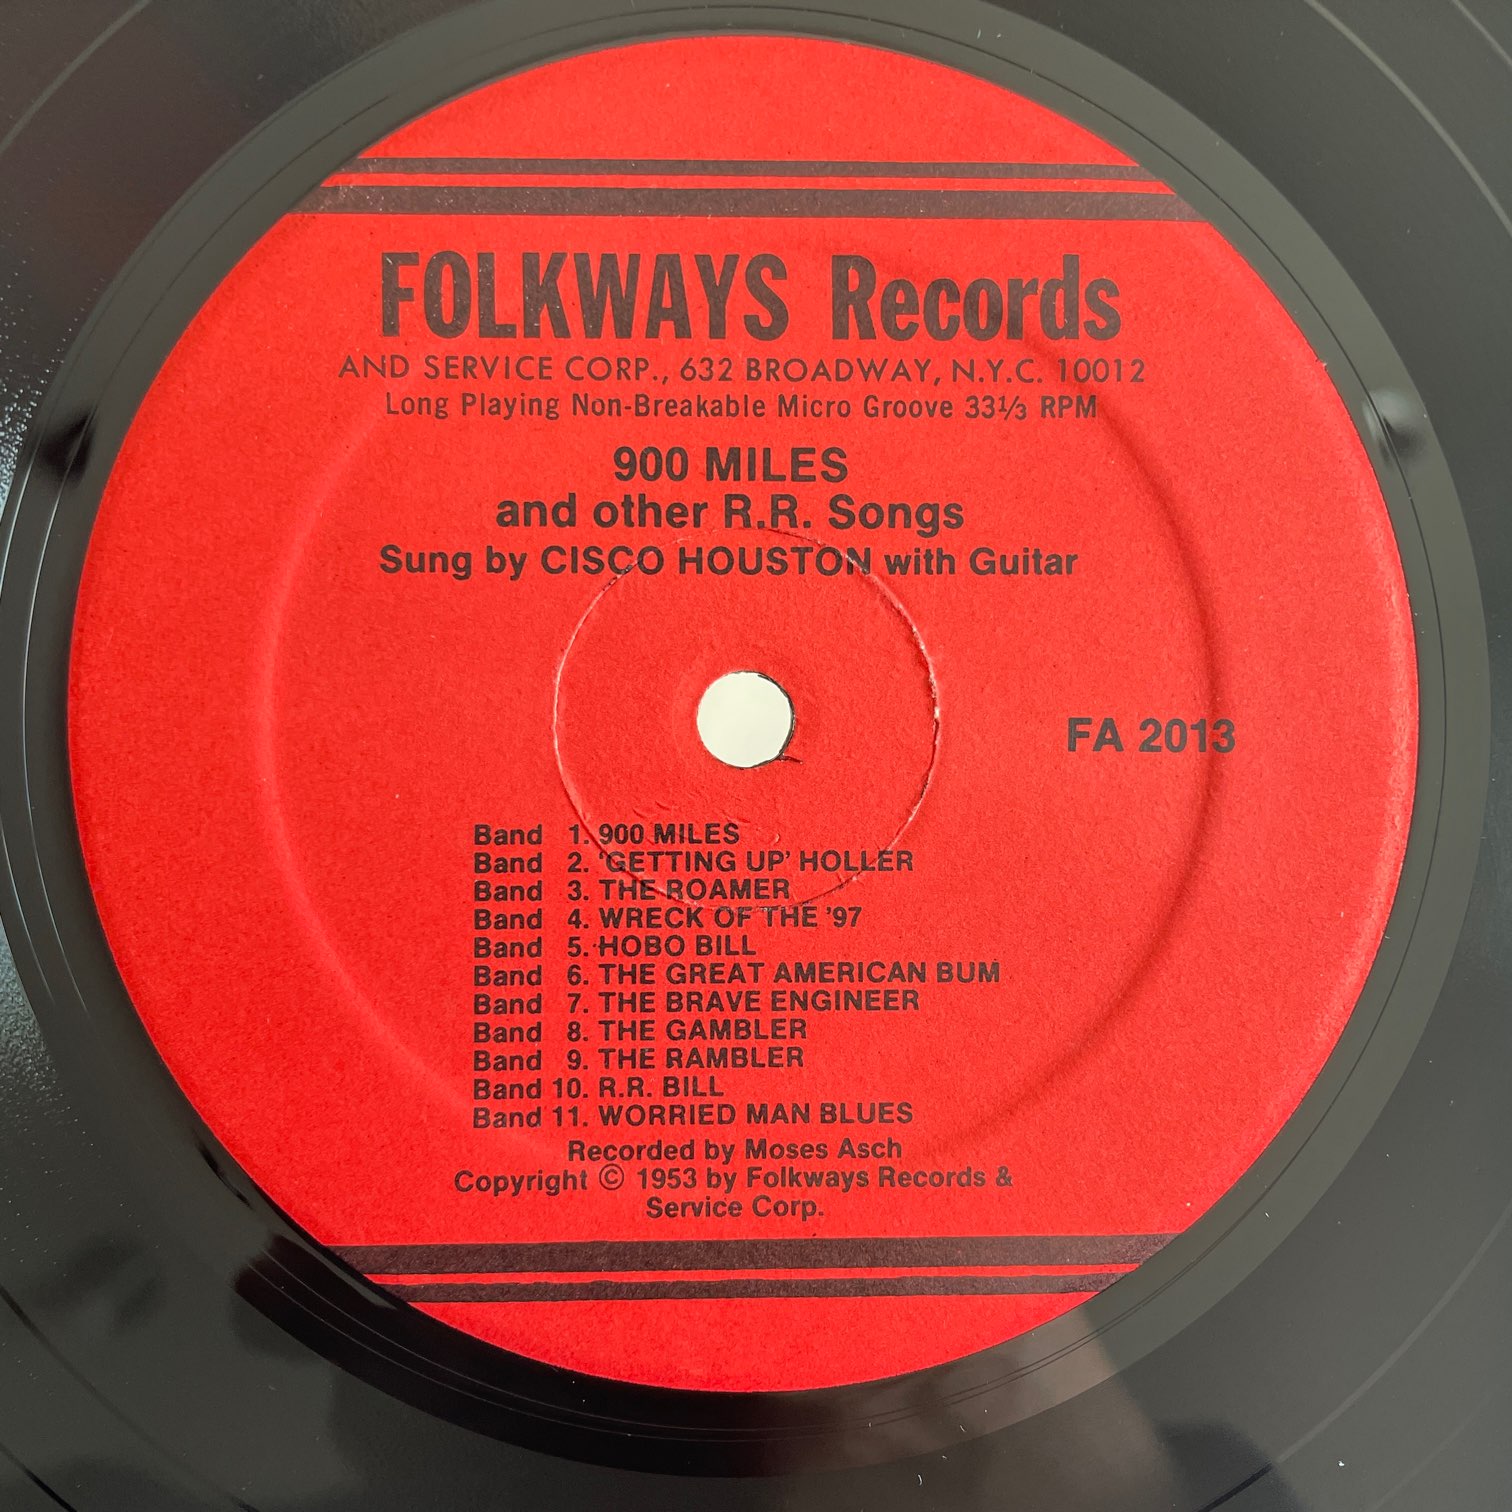 FOLKWAYS Records
AND SERVICE CORP., 632 BROADWAY, N.Y.C. 10012
Long Playing Non-Breakable Micro Groove 33⅓ RPM
900 MILES
and other R.R. Songs
Sung by CISCO HOUSTON with Guitar
FA 2013
Band 1. 900 MILES
Band 2. 'GETTING UP' HOLLER
Band 3. THE ROAMER
Band 4. WRECK OF THE '97
Band 5. HOBO BILL
Band 6. THE GREAT AMERICAN BUM
Band 7. THE BRAVE ENGINEER
Band 8. THE GAMBLER
Band 9. THE RAMBLER
Band 10. R.R. BILL
Band 11. WORRIED MAN BLUES
Recorded by Moses Asch
Copyright © 1953 by Folkways Records &
Service Corp.